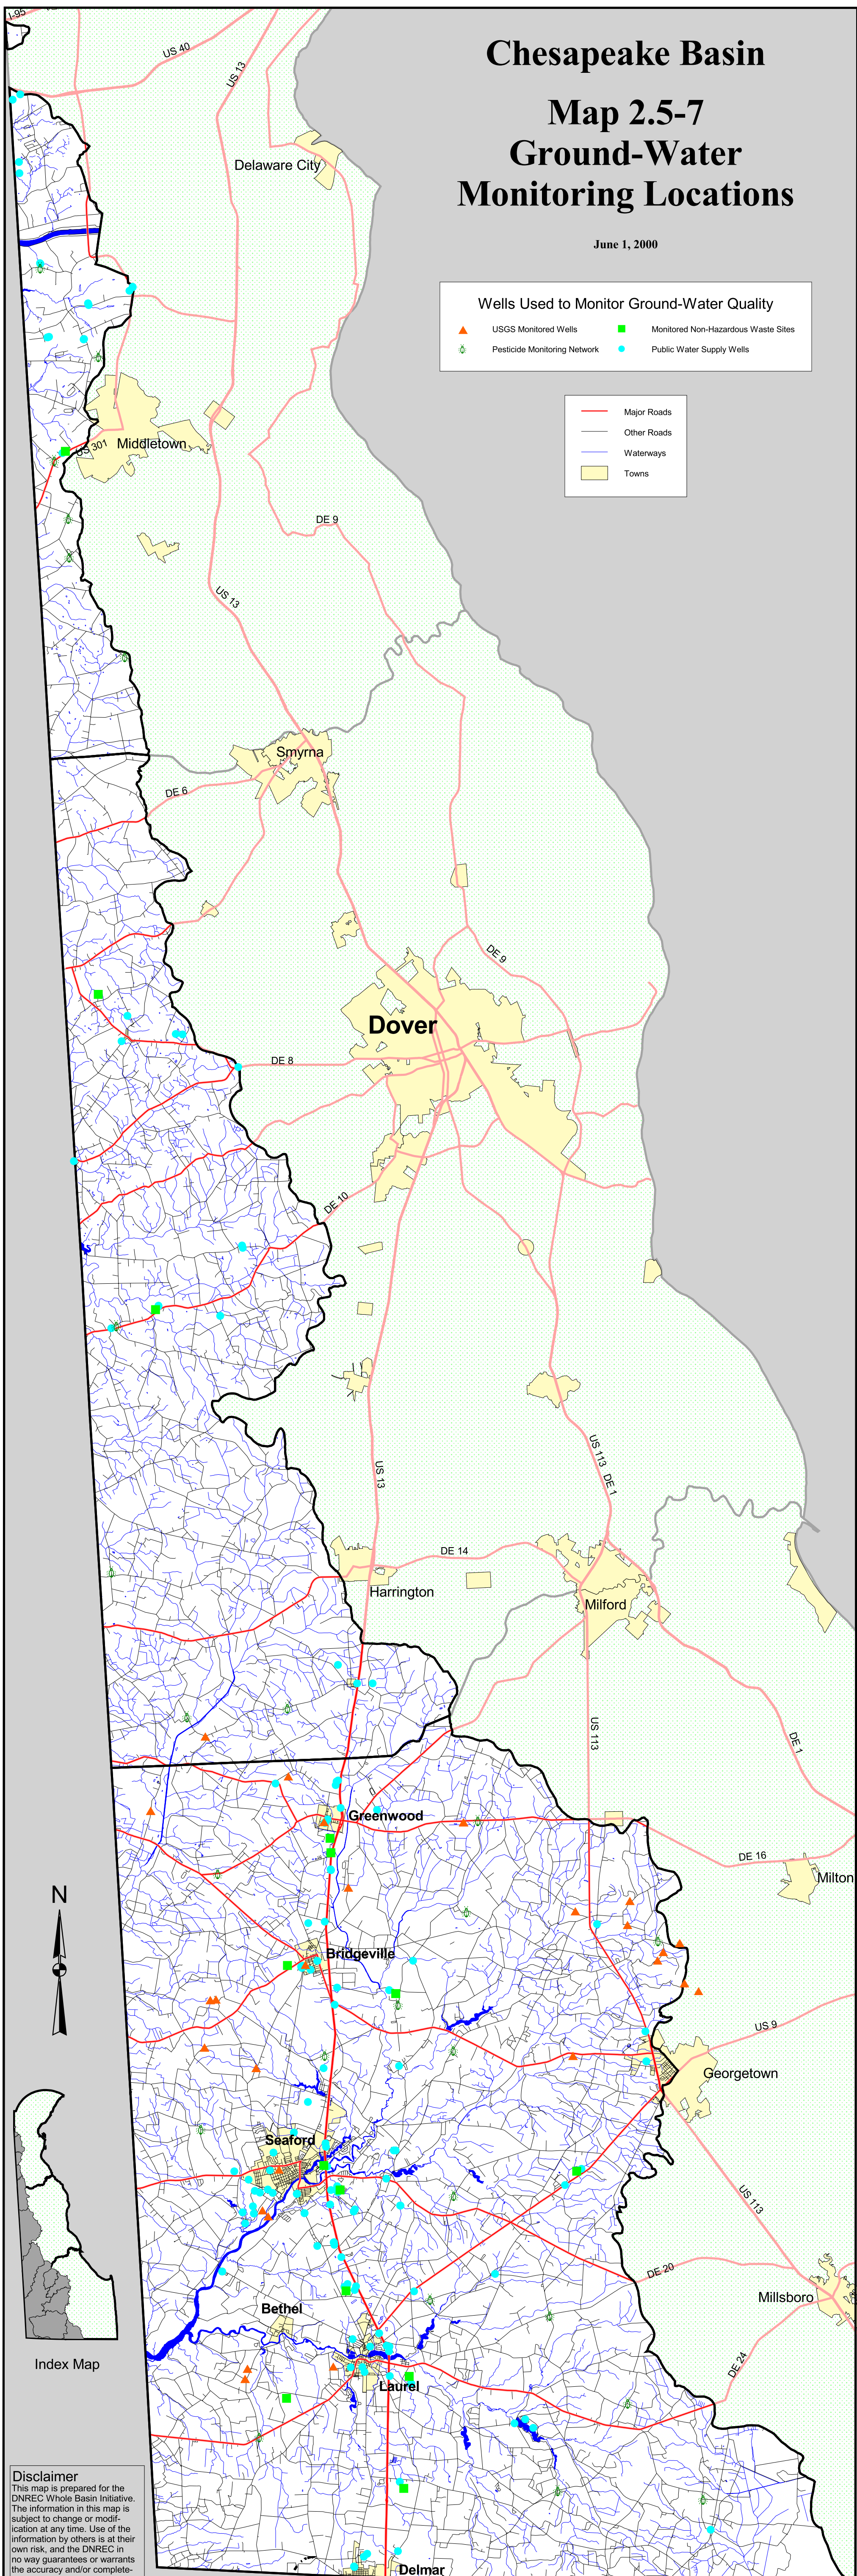 Chesapeake Basin
Map 2.5-7
Ground-Water
Monitoring Locations
June 1, 2000
Wells Used to Monitor Ground-Water Quality
USGS Monitored Wells
Monitored Non-Hazardous Waste Sites
Pesticide Monitoring Network
Public Water Supply Wells
Major Roads
Other Roads
Waterways
Towns
I-95
US 40
US 13
Delaware City
US 301
Middletown
DE 9
US 13
Smyrna
DE 6
DE 9
Dover
DE 8
DE 10
US 13
US 113
DE 1
DE 14
Harrington
Milford
US 113
DE 1
Greenwood
DE 16
Milton
N
Bridgeville
US 9
Georgetown
Seaford
US 113
DE 20
Millsboro
Bethel
Index Map
DE 24
Laurel
Disclaimer
This map is prepared for the
DNREC Whole Basin Initiative.
The information in this map is
subject to change or modif-
ication at any time. Use of the
information by others is at their
own risk, and the DNREC in
no way guarantees or warrants
the accuracy and/or complete-
Delmar